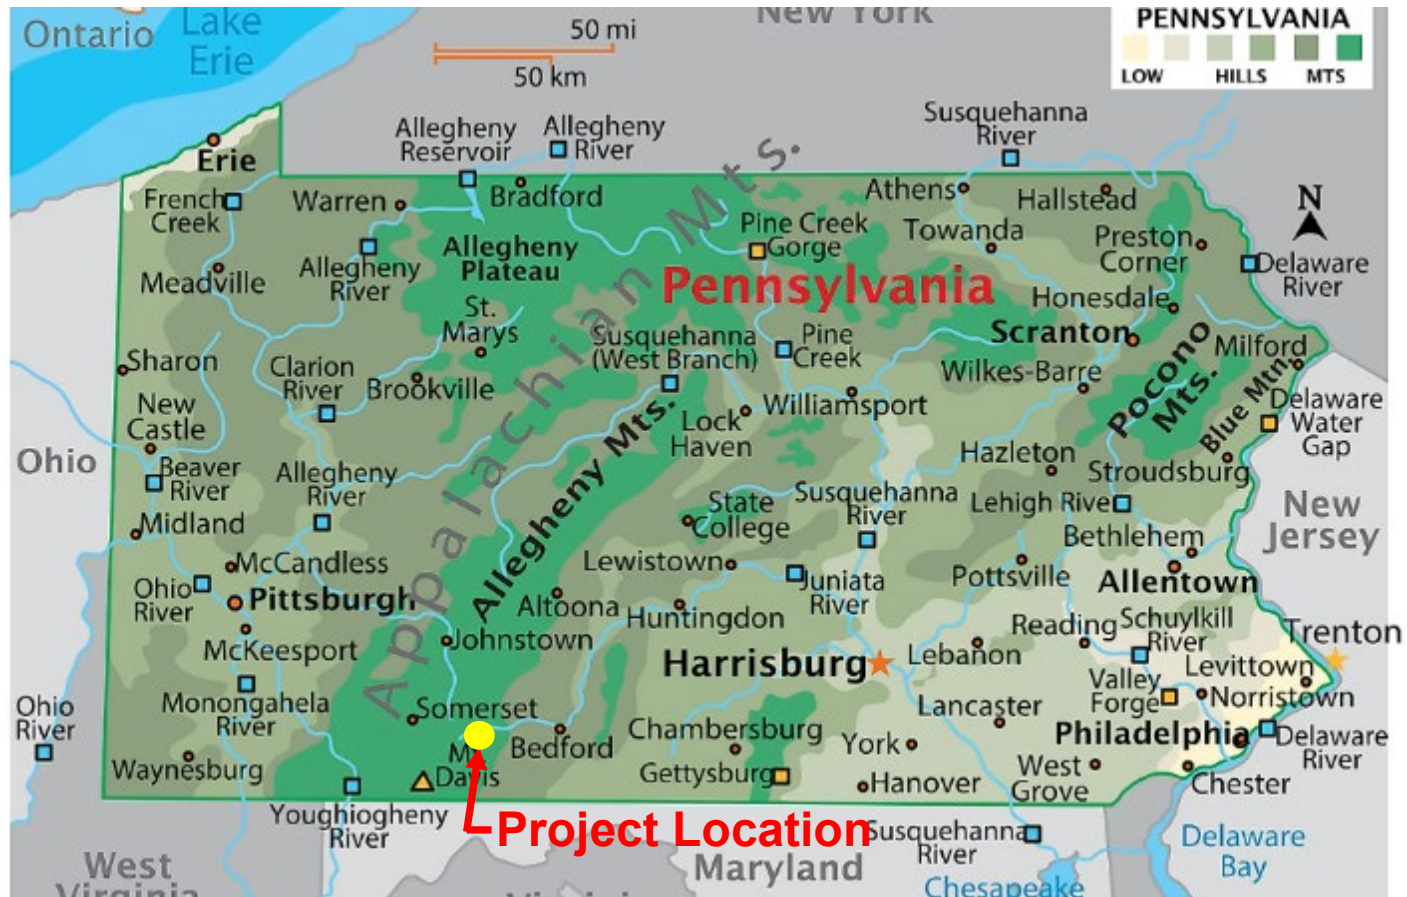 New York
PENNSYLVANIA
LOW HILLS MTS
50 mi
50 km
Ontario
Lake
Erie
Allegheny
Reservoir
Allegheny
River
Susquehanna
River
Erie
French
Creek
Warren
Bradford
Athens
Hallstead
N
Appalachian Mts.
Pine Creek
Gorge
Towanda
Preston
Corner
Allegheny
Plateau
Meadville
Allegheny
River
Delaware
River
Pennsylvania
Honesdale
St.
Marys
Susquehanna
(West Branch)
Pine
Creek
Scranton
Milford
Sharon
Clarion
River
Brookville
Wilkes-Barre
Pocono
Mts.
Blue Mtn.
New
Castle
Lock
Haven
Williamsport
Delaware
Water
Gap
Ohio
Beaver
River
Allegheny
River
Allegheny Mts.
Hazleton
Stroudsburg
State
College
Susquehanna
River
Lehigh Rive
New
Jersey
Midland
Bethlehem
McCandless
Lewistown
Juniata
River
Pottsville
Allentown
Ohio
River
Pittsburgh
Altoona
Huntingdon
McKeesport
Johnstown
Reading
Schuylkill
River
Trenton
Harrisburg
Lebanon
Levittown
Valley
Forge
Norristown
Monongahela
River
Somerset
Lancaster
Ohio
River
Bedford
Chambersburg
York
Philadelphia
Delaware
River
Waynesburg
M
Davis
Gettysburg
Hanover
West
Grove
Chester
Youghiogheny
River
Project Location
Susquehanna
River
Delaware
Bay
West
Virginia
Maryland
Chesapeake